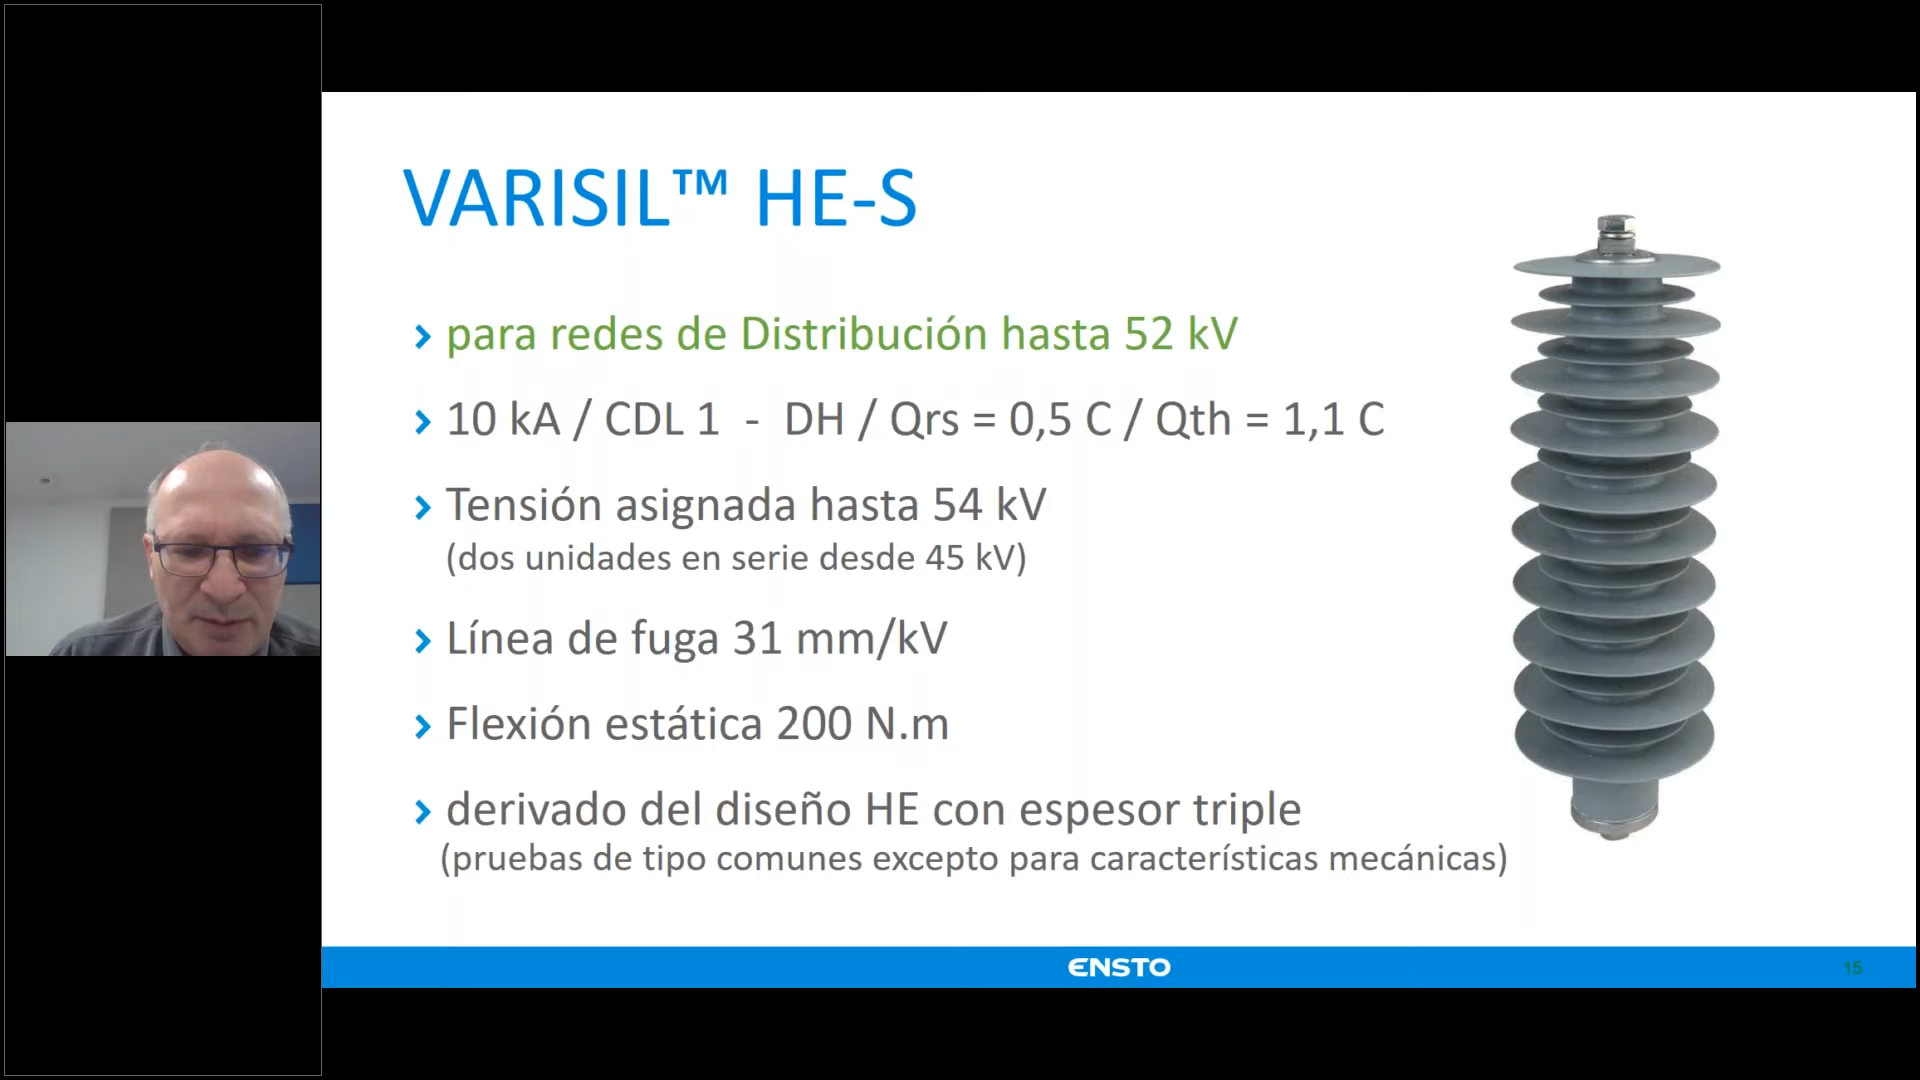 VARISIL™ HE-S
para redes de Distribución hasta 52 kV
10 kA / CDL 1 - DH / Qrs = 0,5 C / Qth = 1,1 C
Tensión asignada hasta 54 kV
(dos unidades en serie desde 45 kV)
Línea de fuga 31 mm/kV
Flexión estática 200 N.m
derivado del diseño HE con espesor triple
(pruebas de tipo comunes excepto para características mecánicas)
ENSTO
15